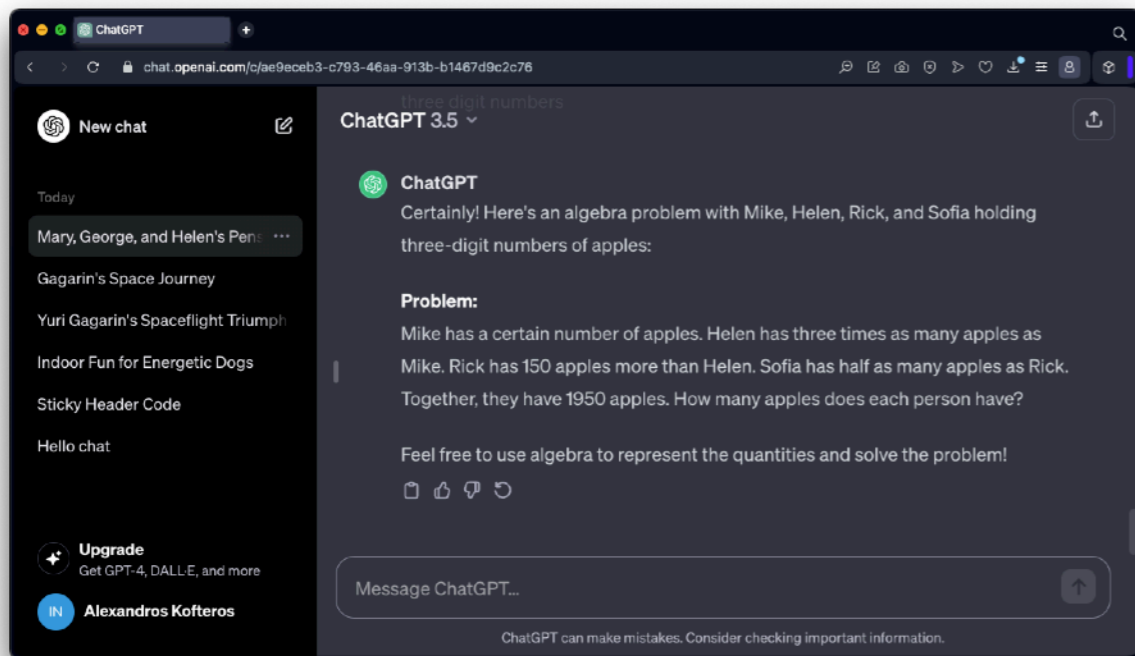 ChatGPT
chat.openai.com/c/ae9eceb3-c793-46aa-913b-b1467d9c2c76
New chat
Today
Mary, George, and Helen's Pens
Gagarin's Space Journey
Yuri Gagarin's Spaceflight Triumph
Indoor Fun for Energetic Dogs
Sticky Header Code
Hello chat
Upgrade
Get GPT-4, DALL·E, and more
IN
Alexandros Kofteros
three digit numbers
ChatGPT 3.5
ChatGPT
Certainly! Here's an algebra problem with Mike, Helen, Rick, and Sofia holding
three-digit numbers of apples:
Problem:
Mike has a certain number of apples. Helen has three times as many apples as
Mike. Rick has 150 apples more than Helen. Sofia has half as many apples as Rick.
Together, they have 1950 apples. How many apples does each person have?
Feel free to use algebra to represent the quantities and solve the problem!
Message ChatGPT...
ChatGPT can make mistakes. Consider checking important information.